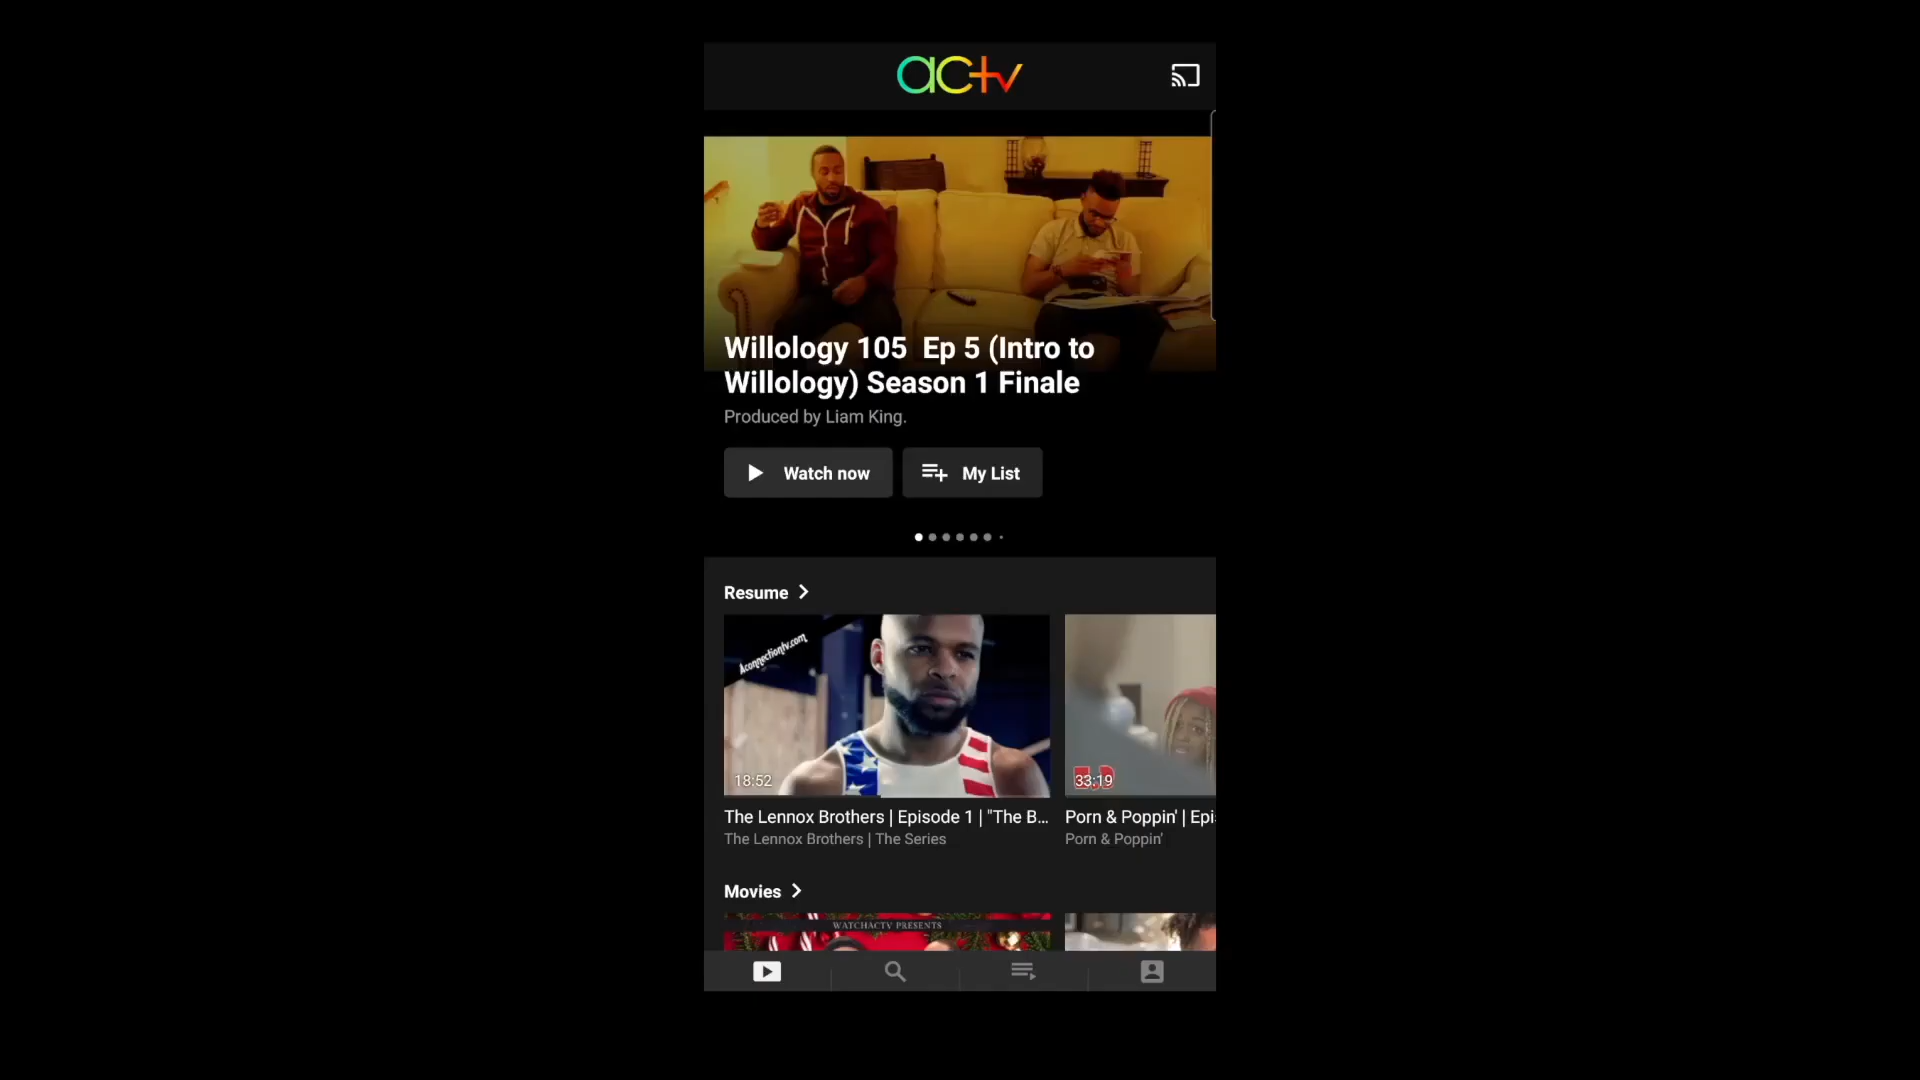 actv
Willology 105 Ep 5 (Intro to
Willology) Season 1 Finale
Produced by Liam King.
Watch now
My List
Resume
Aconnectiontv.com
18:52
33:19
The Lennox Brothers | Episode 1 | "The B...
Porn & Poppin' | Epi
The Lennox Brothers | The Series
Porn & Poppin'
Movies
WATCHACTV PRESENTS